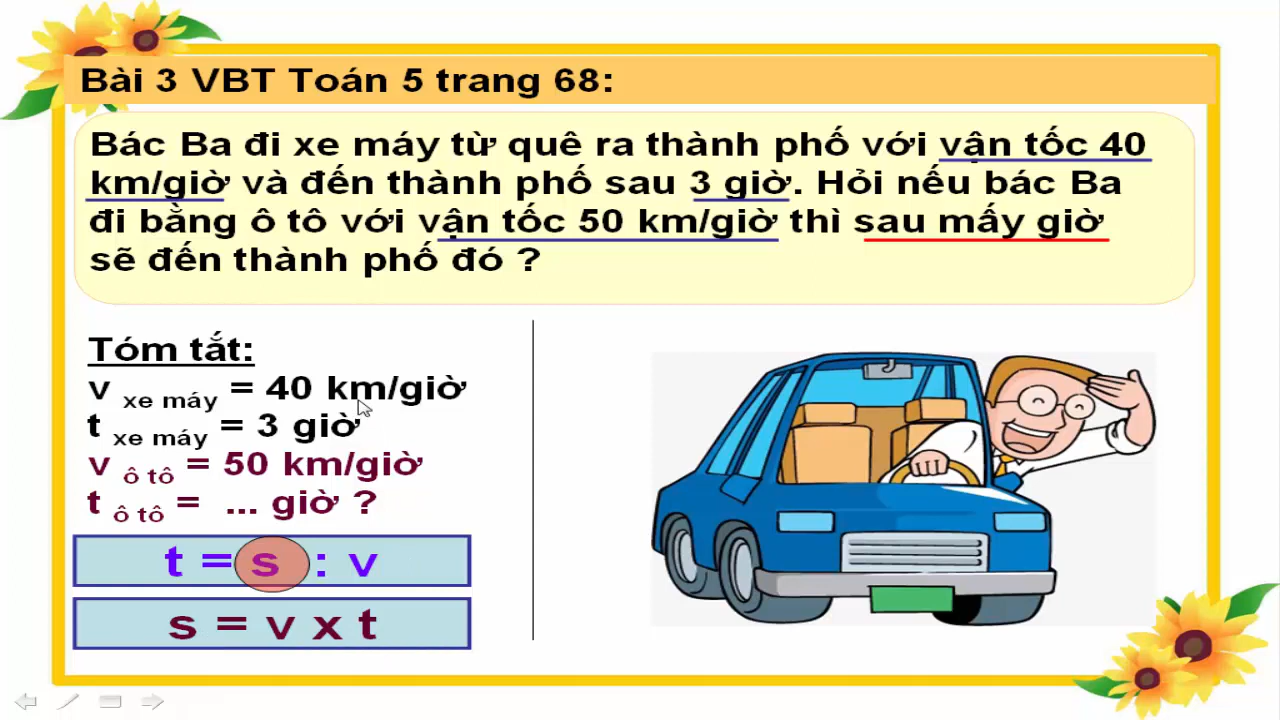 Bài 3 VBT Toán 5 trang 68:
Bác Ba đi xe máy từ quê ra thành phố với vận tốc 40
km/giờ và đến thành phố sau 3 giờ. Hỏi nếu bác Ba
đi bằng ô tô với vận tốc 50 km/giờ thì sau mấy giờ
sẽ đến thành phố đó ?
Tóm tắt:
v xe máy = 40 km/giờ
t xe máy = 3 giờ
v ô tô = 50 km/giờ
t ô tô = ... giờ ?
t = s : v
s = v x t